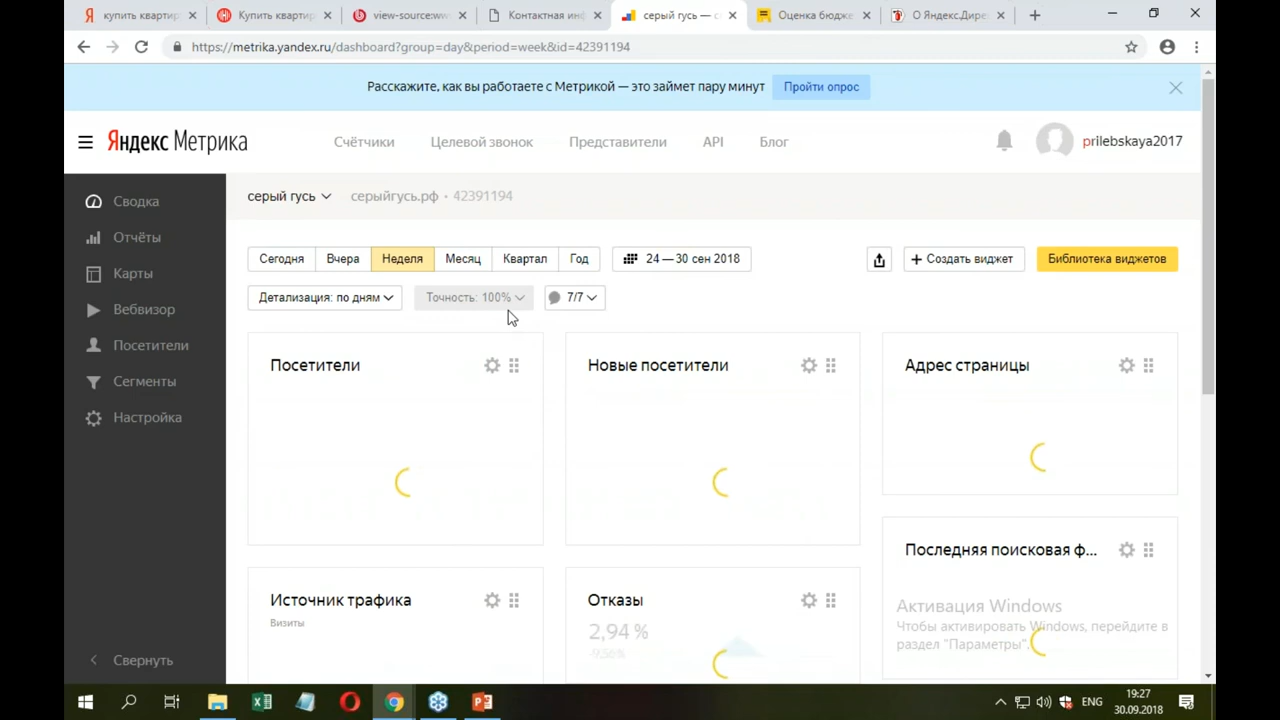 купить квартир
Купить квартир
view-source:ww
Контактная инф
серый гусь — с
Оценка бюдже
О Яндекс.Дирек
https://metrika.yandex.ru/dashboard?group=day&period=week&id=42391194
Расскажите, как вы работаете с Метрикой — это займет пару минут
Пройти опрос
Яндекс Метрика
Счётчики
Целевой звонок
Представители
API
Блог
prilebskaya2017
серый гусь
серыйгусь.рф • 42391194
Сводка
Отчёты
Карты
Вебвизор
Посетители
Сегменты
Настройка
Свернуть
Сегодня
Вчера
Неделя
Месяц
Квартал
Год
24 — 30 сен 2018
+ Создать виджет
Библиотека виджетов
Детализация: по дням
Точность: 100%
7/7
Посетители
Новые посетители
Адрес страницы
Последняя поисковая ф...
Источник трафика
Визиты
Отказы
2,94 %
-9,56%
Активация Windows
Чтобы активировать Windows, перейдите в
раздел "Параметры".
ENG
19:27
30.09.2018